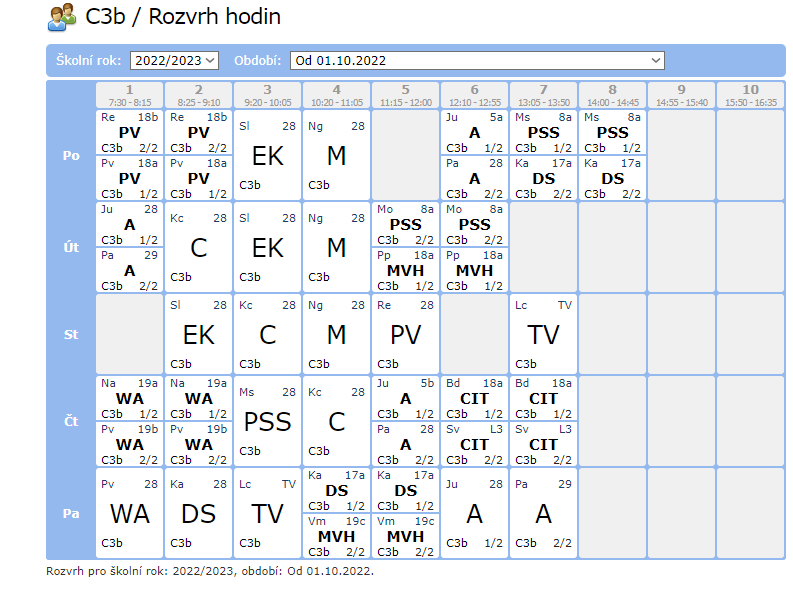 C3b / Rozvrh hodin
Školní rok: 2022/2023 Období: Od 01.10.2022
1 2 3 4 5 6 7 8 9 10
7:30 - 8:15 8:25 - 9:10 9:20 - 10:05 10:20 - 11:05 11:15 - 12:00 12:10 - 12:55 13:05 - 13:50 14:00 - 14:45 14:55 - 15:40 15:50 - 16:35
Po
Re 18b Re 18b Sl 28 Ng 28 Ju 5a Ms 8a Ms 8a
PV PV EK M A PSS PSS
C3b 2/2 C3b 2/2 C3b C3b C3b 1/2 C3b 1/2 C3b 1/2
Pv 18a Pv 18a Pa 28 Ka 17a Ka 17a
PV PV A DS DS
C3b 1/2 C3b 1/2 C3b 2/2 C3b 2/2 C3b 2/2
Út
Ju 28 Kc 28 Sl 28 Ng 28 Mo 8a Mo 8a
A C EK M PSS PSS
C3b 1/2 C3b C3b C3b C3b 2/2 C3b 2/2
Pa 29 Pp 18a Pp 18a
A MVH MVH
C3b 2/2 C3b 1/2 C3b 1/2
St
Sl 28 Kc 28 Ng 28 Re 28 Lc TV
EK C M PV TV
C3b C3b C3b C3b C3b
Čt
Na 19a Na 19a Ms 28 Kc 28 Ju 5b Bd 18a Bd 18a
WA WA PSS C A CIT CIT
C3b 1/2 C3b 1/2 C3b C3b C3b 1/2 C3b 1/2 C3b 1/2
Pv 19b Pv 19b Pa 28 Sv L3 Sv L3
WA WA A CIT CIT
C3b 2/2 C3b 2/2 C3b 2/2 C3b 2/2 C3b 2/2
Pa
Pv 28 Ka 28 Lc TV Ka 17a Ka 17a Ju 28 Pa 29
WA DS TV DS DS A A
C3b C3b C3b C3b 1/2 C3b 1/2 C3b 1/2 C3b 2/2
Vm 19c Vm 19c
MVH MVH
C3b 2/2 C3b 2/2
Rozvrh pro školní rok: 2022/2023, období: Od 01.10.2022.